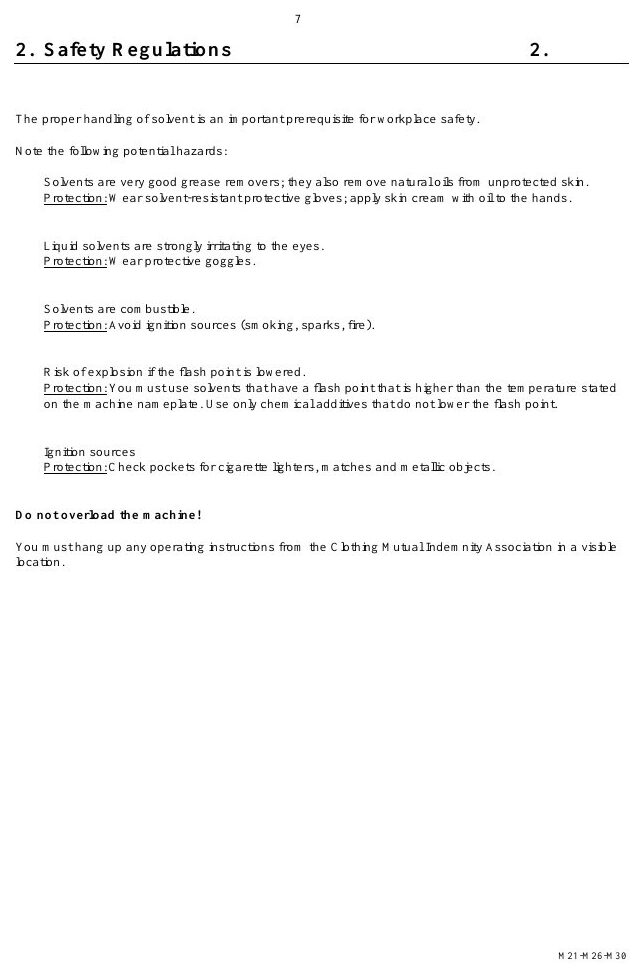 7
2. Safety Regulations 2.
The proper handling of solvent is an important prerequisite for workplace safety.
Note the following potential hazards:
Solvents are very good grease removers; they also remove natural oils from unprotected skin.
Protection: Wear solvent-resistant protective gloves; apply skin cream with oil to the hands.
Liquid solvents are strongly irritating to the eyes.
Protection: Wear protective goggles.
Solvents are combustible.
Protection: Avoid ignition sources (smoking, sparks, fire).
Risk of explosion if the flash point is lowered.
Protection: You must use solvents that have a flash point that is higher than the temperature stated
on the machine nameplate. Use only chemical additives that do not lower the flash point.
Ignition sources
Protection: Check pockets for cigarette lighters, matches and metallic objects.
Do not overload the machine!
You must hang up any operating instructions from the Clothing Mutual Indemnity Association in a visible
location.
M21-M26-M30